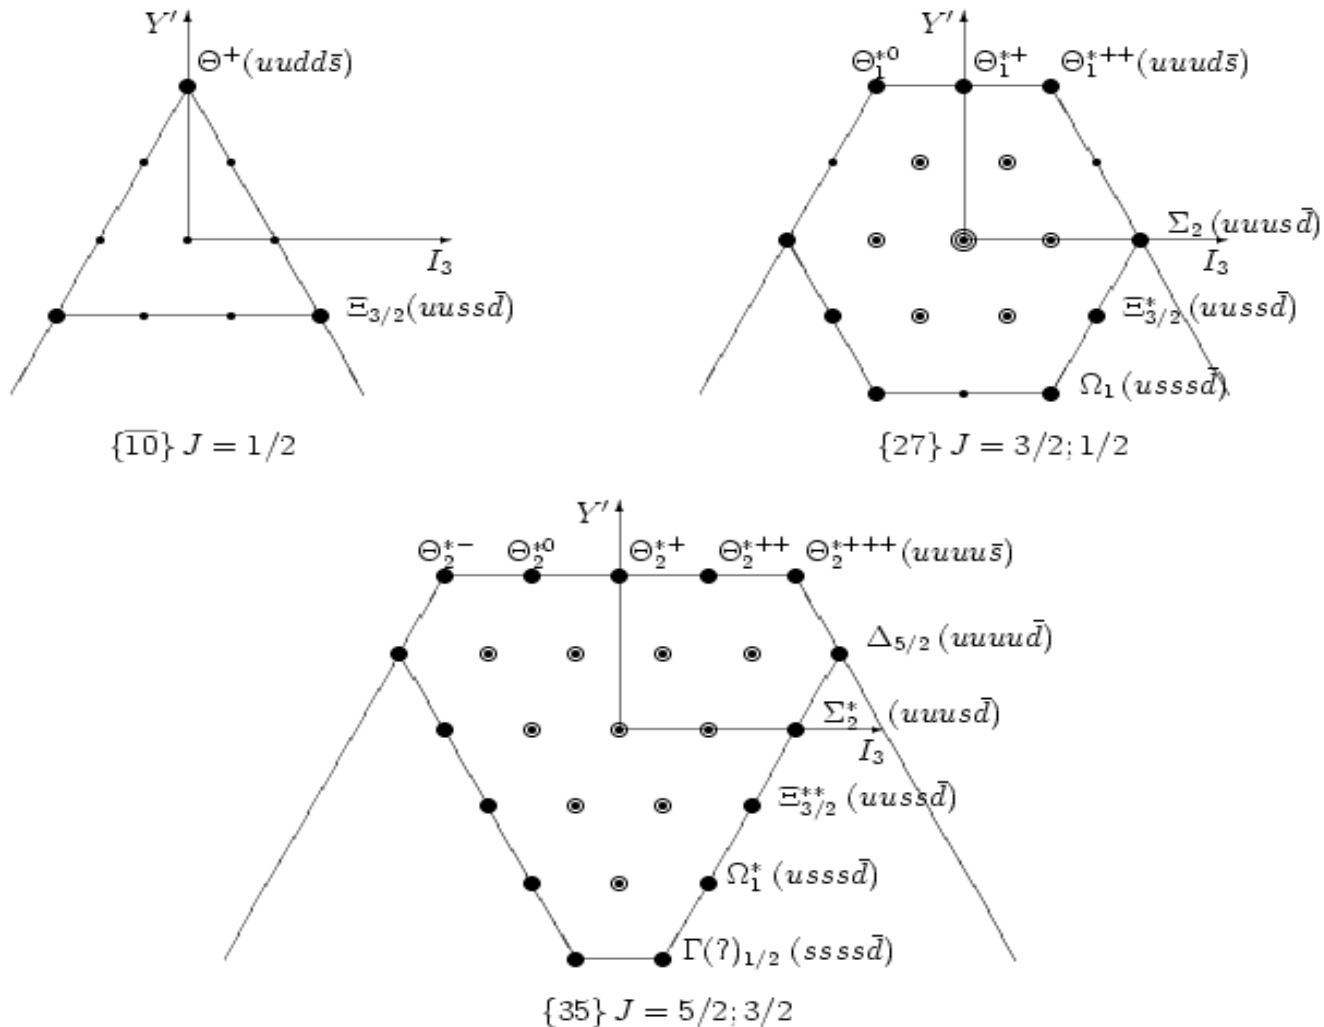 Y′ Y′
Θ⁺(uudds̄) Θ₁*⁰ Θ₁*⁺ Θ₁*⁺⁺(uuuds̄)
Σ₂ (uuusd̄)
I₃ I₃
Ξ₃/₂(uussd̄) Ξ*₃/₂ (uussd̄)
Ω₁ (usssd̄)
{1̅0̅} J = 1/2 {27} J = 3/2; 1/2
Y′
Θ₂*⁻ Θ₂*⁰ Θ₂*⁺ Θ₂*⁺⁺ Θ₂*⁺⁺⁺(uuuus̄)
Δ₅/₂ (uuuud̄)
Σ₂* (uuusd̄)
I₃
Ξ**₃/₂ (uussd̄)
Ω₁* (usssd̄)
Γ(?)₁/₂ (ssssd̄)
{35} J = 5/2; 3/2